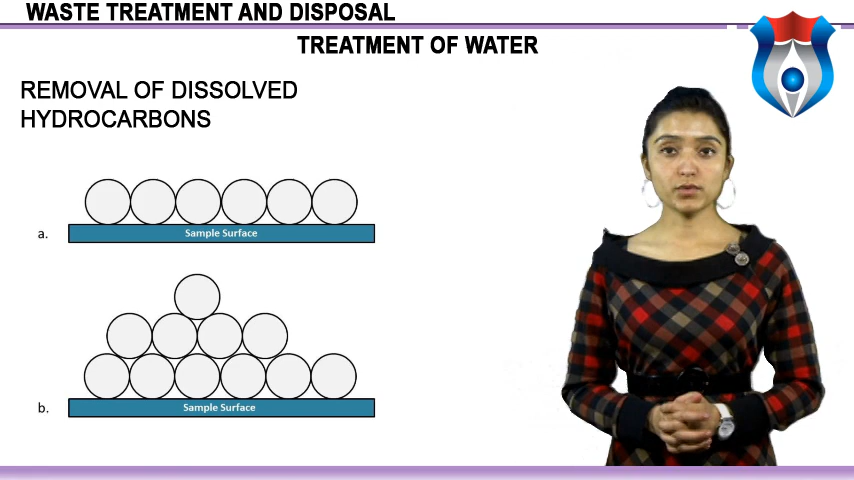 WASTE TREATMENT AND DISPOSAL
TREATMENT OF WATER
REMOVAL OF DISSOLVED
HYDROCARBONS
a.
Sample Surface
b.
Sample Surface